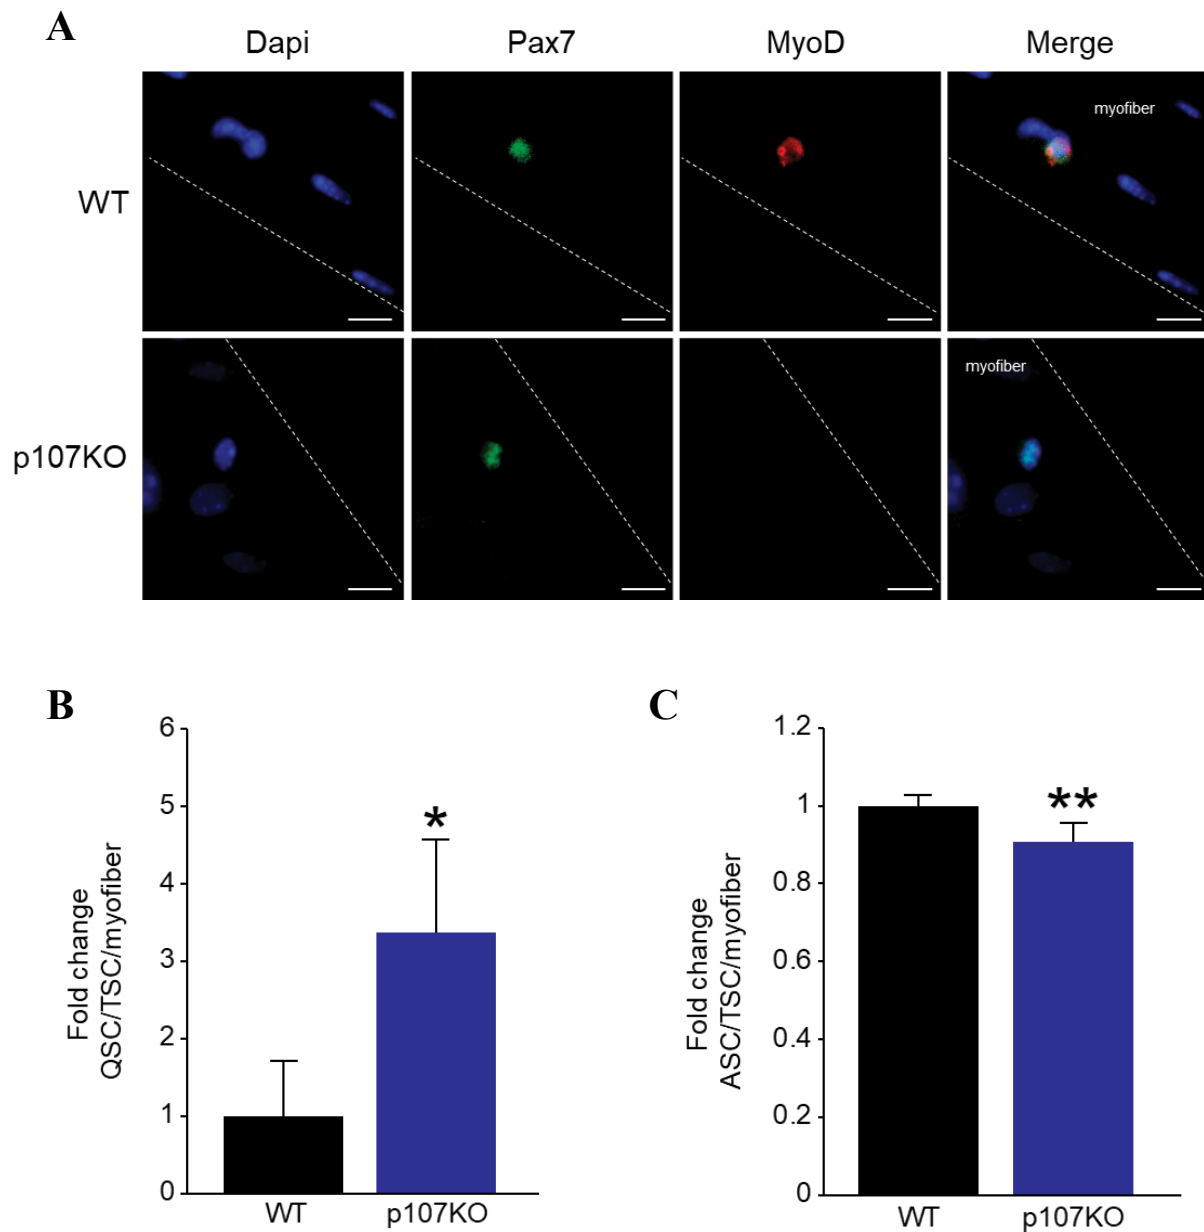 A
Dapi Pax7 MyoD Merge
WT
myofiber
p107KO
myofiber
B
Fold change
QSC/TSC/myofiber
6
5
4
3
2
1
0
*
WT p107KO
C
Fold change
ASC/TSC/myofiber
1.2
1
0.8
0.6
0.4
0.2
0
**
WT p107KO